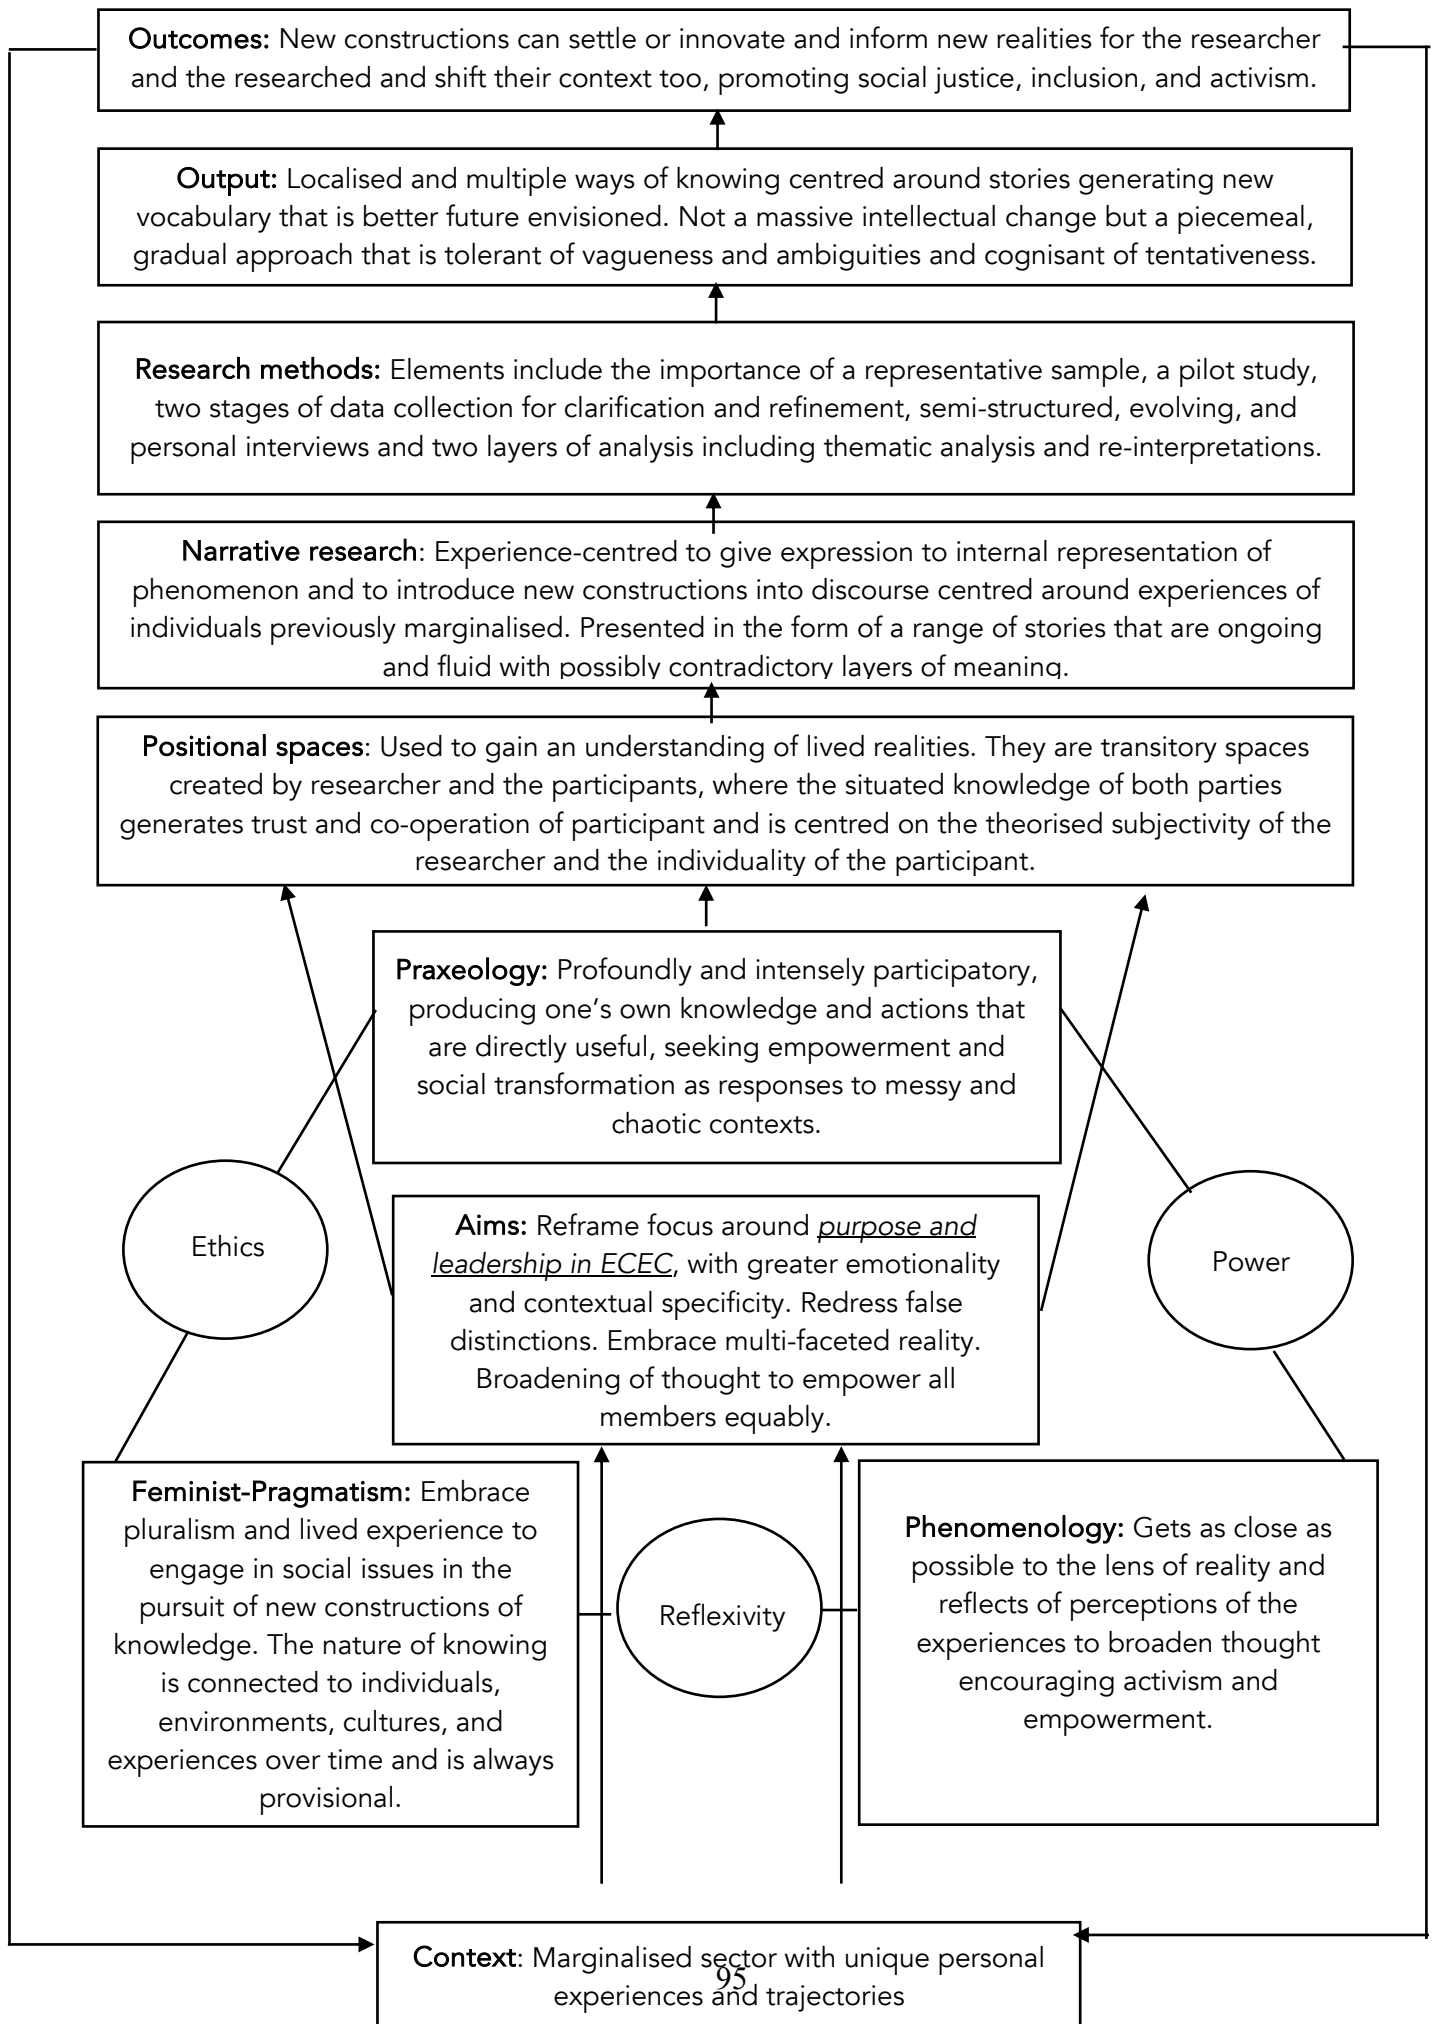 Outcomes: New constructions can settle or innovate and inform new realities for the researcher
and the researched and shift their context too, promoting social justice, inclusion, and activism.
Output: Localised and multiple ways of knowing centred around stories generating new
vocabulary that is better future envisioned. Not a massive intellectual change but a piecemeal,
gradual approach that is tolerant of vagueness and ambiguities and cognisant of tentativeness.
Research methods: Elements include the importance of a representative sample, a pilot study,
two stages of data collection for clarification and refinement, semi-structured, evolving, and
personal interviews and two layers of analysis including thematic analysis and re-interpretations.
Narrative research: Experience-centred to give expression to internal representation of
phenomenon and to introduce new constructions into discourse centred around experiences of
individuals previously marginalised. Presented in the form of a range of stories that are ongoing
and fluid with possibly contradictory layers of meaning.
Positional spaces: Used to gain an understanding of lived realities. They are transitory spaces
created by researcher and the participants, where the situated knowledge of both parties
generates trust and co-operation of participant and is centred on the theorised subjectivity of the
researcher and the individuality of the participant.
Praxeology: Profoundly and intensely participatory,
producing one's own knowledge and actions that
are directly useful, seeking empowerment and
social transformation as responses to messy and
chaotic contexts.
Ethics
Aims: Reframe focus around purpose and
leadership in ECEC, with greater emotionality
and contextual specificity. Redress false
distinctions. Embrace multi-faceted reality.
Broadening of thought to empower all
members equably.
Power
Feminist-Pragmatism: Embrace
pluralism and lived experience to
engage in social issues in the
pursuit of new constructions of
knowledge. The nature of knowing
is connected to individuals,
environments, cultures, and
experiences over time and is always
provisional.
Reflexivity
Phenomenology: Gets as close as
possible to the lens of reality and
reflects of perceptions of the
experiences to broaden thought
encouraging activism and
empowerment.
Context: Marginalised sector with unique personal
experiences and trajectories
95